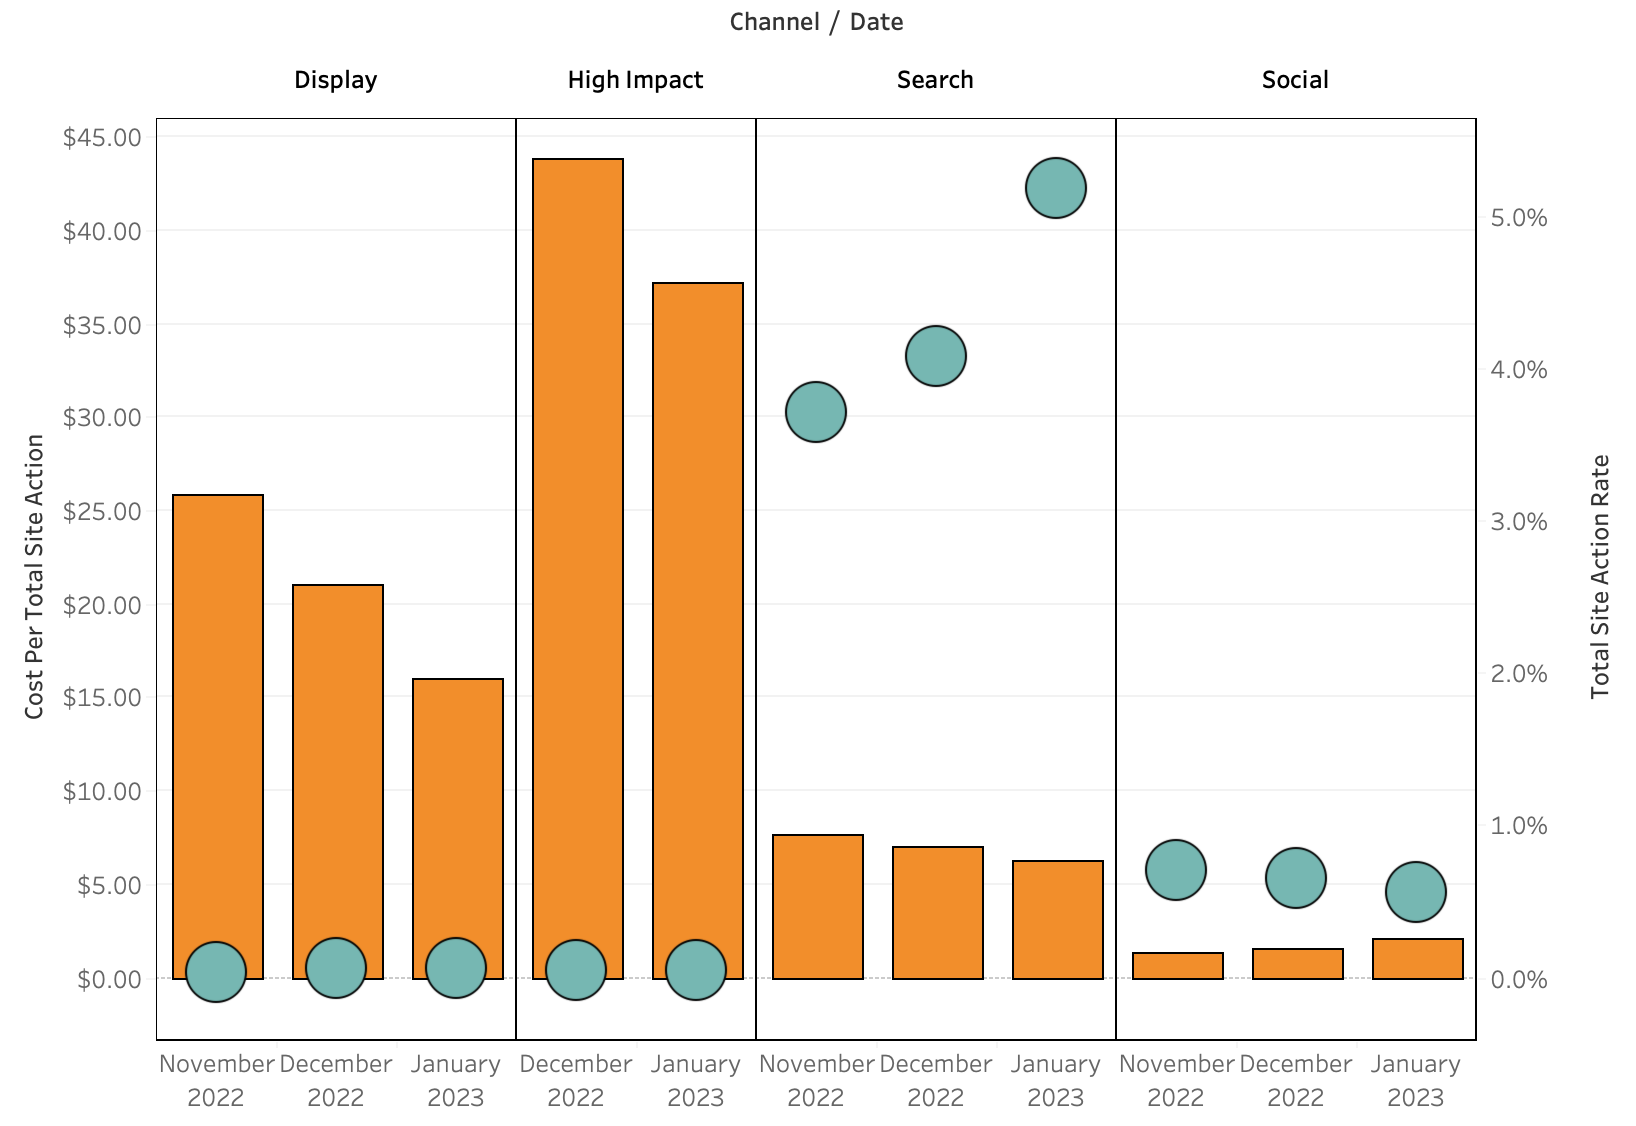 Channel / Date
Display High Impact Search Social
$45.00
$40.00
$35.00
$30.00
$25.00
$20.00
$15.00
$10.00
$5.00
$0.00
Cost Per Total Site Action
5.0%
4.0%
3.0%
2.0%
1.0%
0.0%
Total Site Action Rate
November December January December January November December January November December January
2022 2022 2023 2022 2023 2022 2022 2023 2022 2022 2023